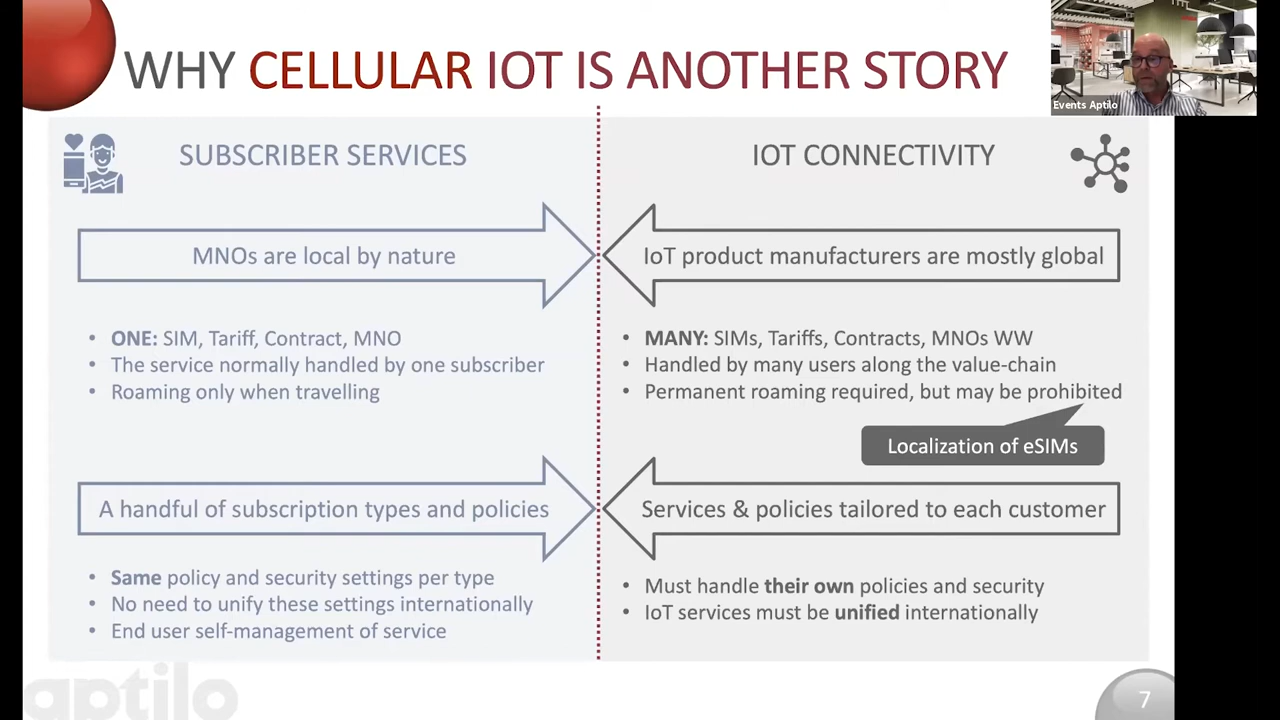 WHY CELLULAR IOT IS ANOTHER STORY
Events Aptilo
SUBSCRIBER SERVICES
MNOs are local by nature
• ONE: SIM, Tariff, Contract, MNO
• The service normally handled by one subscriber
• Roaming only when travelling
A handful of subscription types and policies
• Same policy and security settings per type
• No need to unify these settings internationally
• End user self-management of service
IOT CONNECTIVITY
IoT product manufacturers are mostly global
• MANY: SIMs, Tariffs, Contracts, MNOs WW
• Handled by many users along the value-chain
• Permanent roaming required, but may be prohibited
Localization of eSIMs
Services & policies tailored to each customer
• Must handle their own policies and security
• IoT services must be unified internationally
aptilo
7